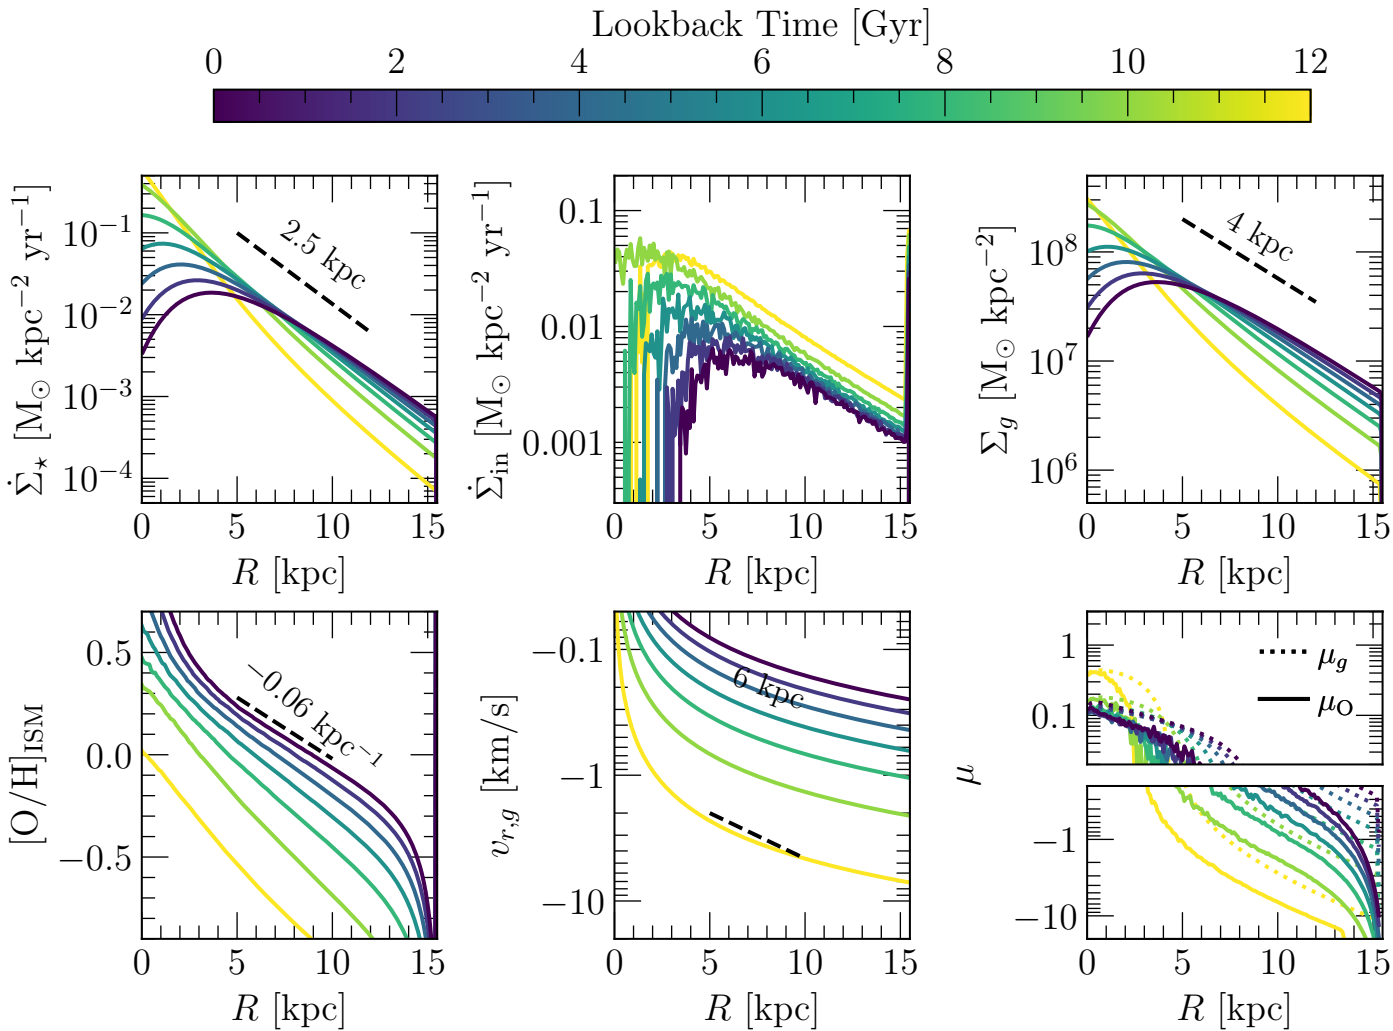 Lookback Time [Gyr]
0 2 4 6 8 10 12
Σ̇⋆ [M⊙ kpc⁻² yr⁻¹]
10⁻¹
10⁻²
10⁻³
10⁻⁴
2.5 kpc
0 5 10 15
R [kpc]
Σ̇in [M⊙ kpc⁻² yr⁻¹]
0.1
0.01
0.001
0 5 10 15
R [kpc]
Σg [M⊙ kpc⁻²]
10⁸
10⁷
10⁶
4 kpc
0 5 10 15
R [kpc]
[O/H]ISM
0.5
0.0
−0.5
−0.06 kpc⁻¹
0 5 10 15
R [kpc]
vr,g [km/s]
−0.1
−1
−10
6 kpc
0 5 10 15
R [kpc]
μ
1
0.1
μg
μO
−1
−10
0 5 10 15
R [kpc]